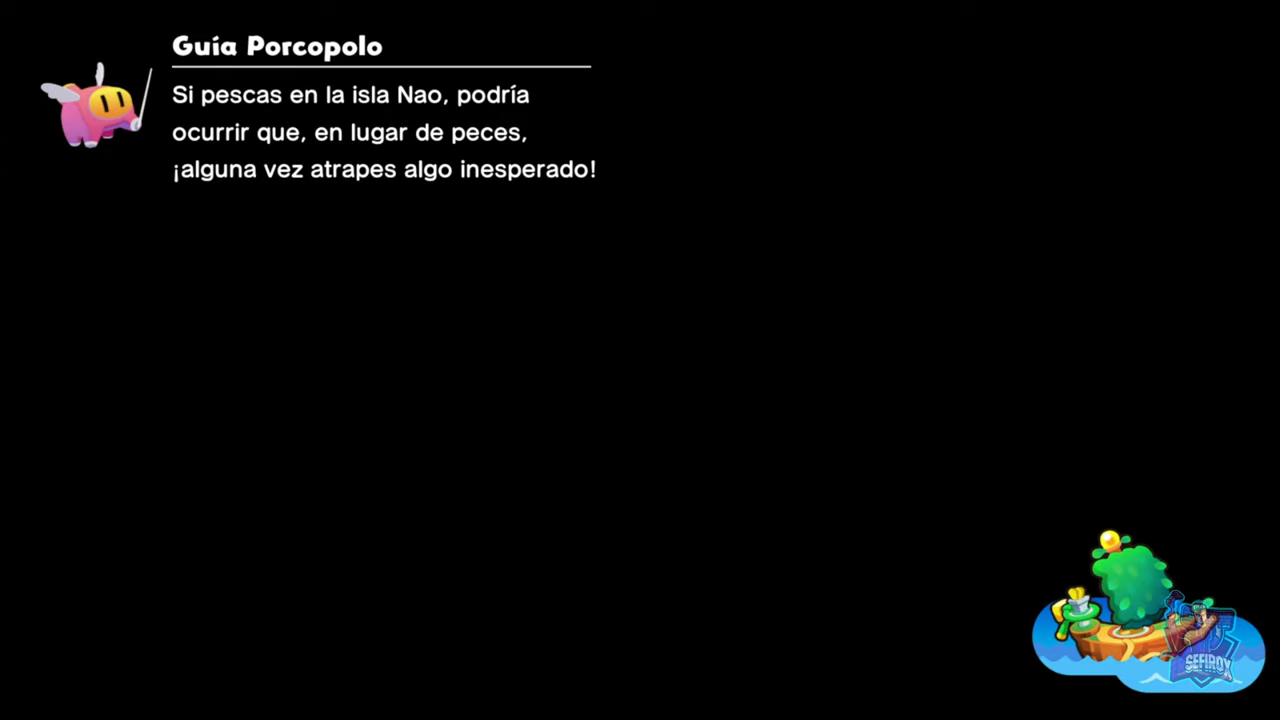 Guía Porcopolo
Si pescas en la isla Nao, podría
ocurrir que, en lugar de peces,
¡alguna vez atrapes algo inesperado!
SEFIROX